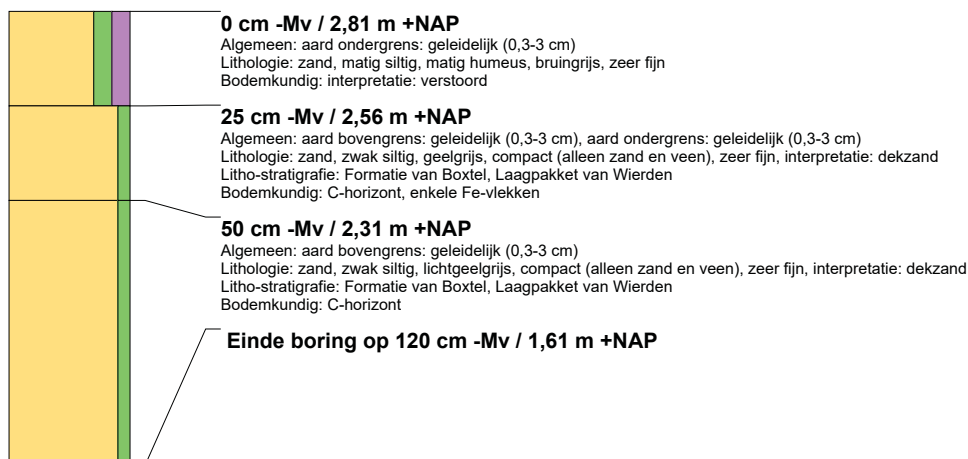 0 cm -Mv / 2,81 m +NAP
Algemeen: aard ondergrens: geleidelijk (0,3-3 cm)
Lithologie: zand, matig siltig, matig humeus, bruingrijs, zeer fijn
Bodemkundig: interpretatie: verstoord
25 cm -Mv / 2,56 m +NAP
Algemeen: aard bovengrens: geleidelijk (0,3-3 cm), aard ondergrens: geleidelijk (0,3-3 cm)
Lithologie: zand, zwak siltig, geelgrijs, compact (alleen zand en veen), zeer fijn, interpretatie: dekzand
Litho-stratigrafie: Formatie van Boxtel, Laagpakket van Wierden
Bodemkundig: C-horizont, enkele Fe-vlekken
50 cm -Mv / 2,31 m +NAP
Algemeen: aard bovengrens: geleidelijk (0,3-3 cm)
Lithologie: zand, zwak siltig, lichtgeelgrijs, compact (alleen zand en veen), zeer fijn, interpretatie: dekzand
Litho-stratigrafie: Formatie van Boxtel, Laagpakket van Wierden
Bodemkundig: C-horizont
Einde boring op 120 cm -Mv / 1,61 m +NAP